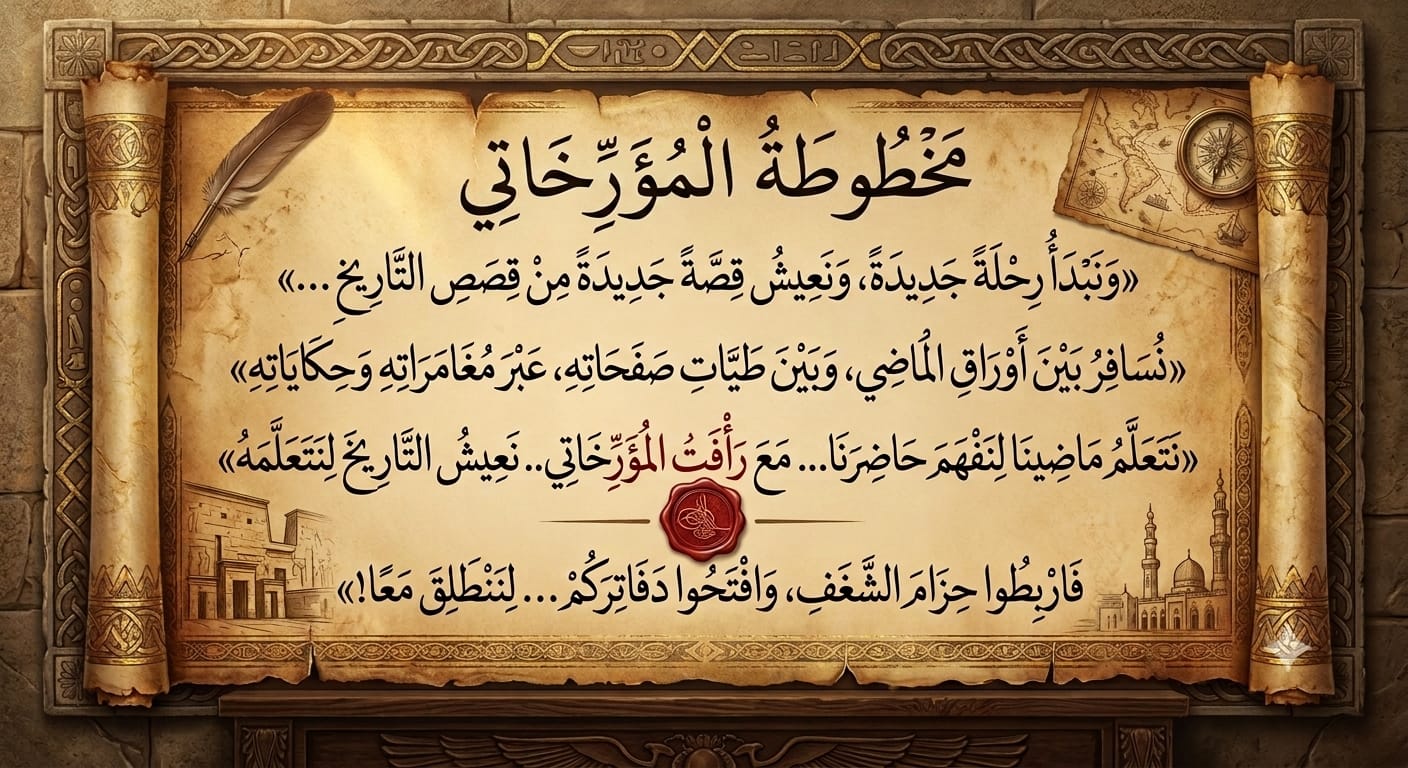 مَخْطُوطَةُ الْمُؤَرِّخَاتِي
«وَنَبْدَأُ رِحْلَةً جَدِيدَةً، وَنَعِيشُ قِصَّةً جَدِيدَةً مِنْ قِصَصِ التَّارِيخِ ...»
«نُسَافِرُ بَيْنَ أَوْرَاقِ الْمَاضِي، وَبَيْنَ طَيَّاتِ صَفَحَاتِهِ، عَبْرَ مُغَامَرَاتِهِ وَحِكَايَاتِهِ»
«نَتَعَلَّمُ مَاضِينَا لِنَفْهَمَ حَاضِرَنَا... مَعَ رَأْفَتُ الْمُؤَرِّخَاتِي.. نَعِيشُ التَّارِيخَ لِنَتَعَلَّمَهُ»
فَارْبِطُوا حِزَامَ الشَّغَفِ، وَافْتَحُوا دَفَاتِرَكُمْ... لِنَنْطَلِقَ مَعًا!»